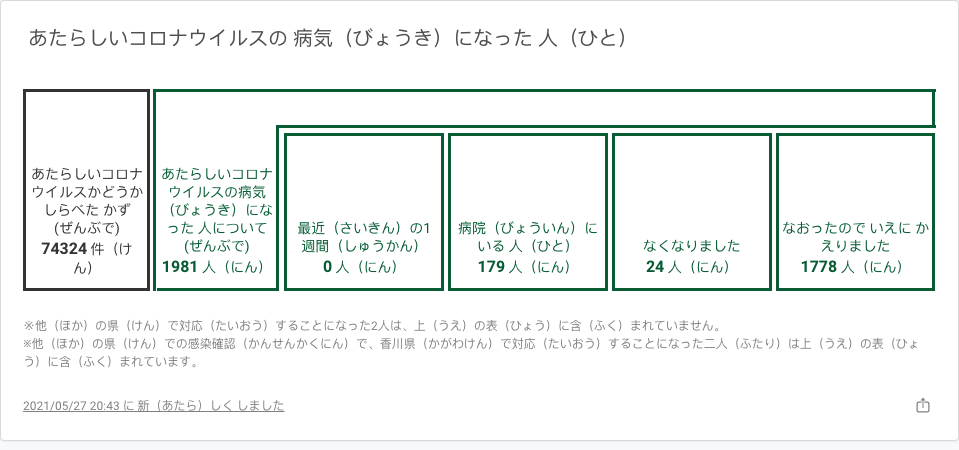 あたらしいコロナウイルスの 病気（びょうき）になった 人（ひと）
あたらしいコロナ
ウイルスかどうか
しらべた かず
(ぜんぶで)
74324 件（け
ん）
あたらしいコロナ
ウイルスの病気
（びょうき）にな
った 人について
(ぜんぶで)
1981 人（にん）
最近（さいきん）の1
週間（しゅうかん）
0 人（にん）
病院（びょういん）に
いる 人（ひと）
179 人（にん）
なくなりました
24 人（にん）
なおったので いえに か
えりました
1778 人（にん）
※他（ほか）の県（けん）で対応（たいおう）することになった2人は、上（うえ）の表（ひょう）に含（ふく）まれていません。
※他（ほか）の県（けん）での感染確認（かんせんかくにん）で、香川県（かがわけん）で対応（たいおう）することになった二人（ふたり）は上（うえ）の表（ひょ
う）に含（ふく）まれています。
2021/05/27 20:43 に 新（あたら）しく しました